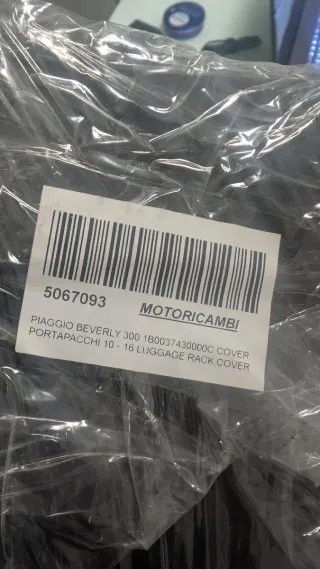 5067093
MOTORICAMBI
PIAGGIO BEVERLY 300 1B0037430000C COVER
PORTAPACCHI 10 - 16 LUGGAGE RACK COVER